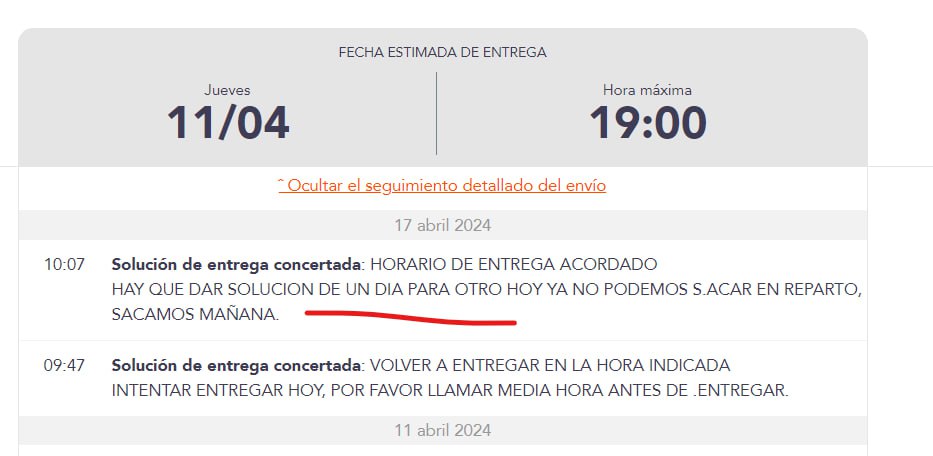 FECHA ESTIMADA DE ENTREGA
Jueves
11/04
Hora máxima
19:00
ˆ Ocultar el seguimiento detallado del envío
17 abril 2024
10:07 Solución de entrega concertada: HORARIO DE ENTREGA ACORDADO
HAY QUE DAR SOLUCION DE UN DIA PARA OTRO HOY YA NO PODEMOS S.ACAR EN REPARTO,
SACAMOS MAÑANA.
09:47 Solución de entrega concertada: VOLVER A ENTREGAR EN LA HORA INDICADA
INTENTAR ENTREGAR HOY, POR FAVOR LLAMAR MEDIA HORA ANTES DE .ENTREGAR.
11 abril 2024